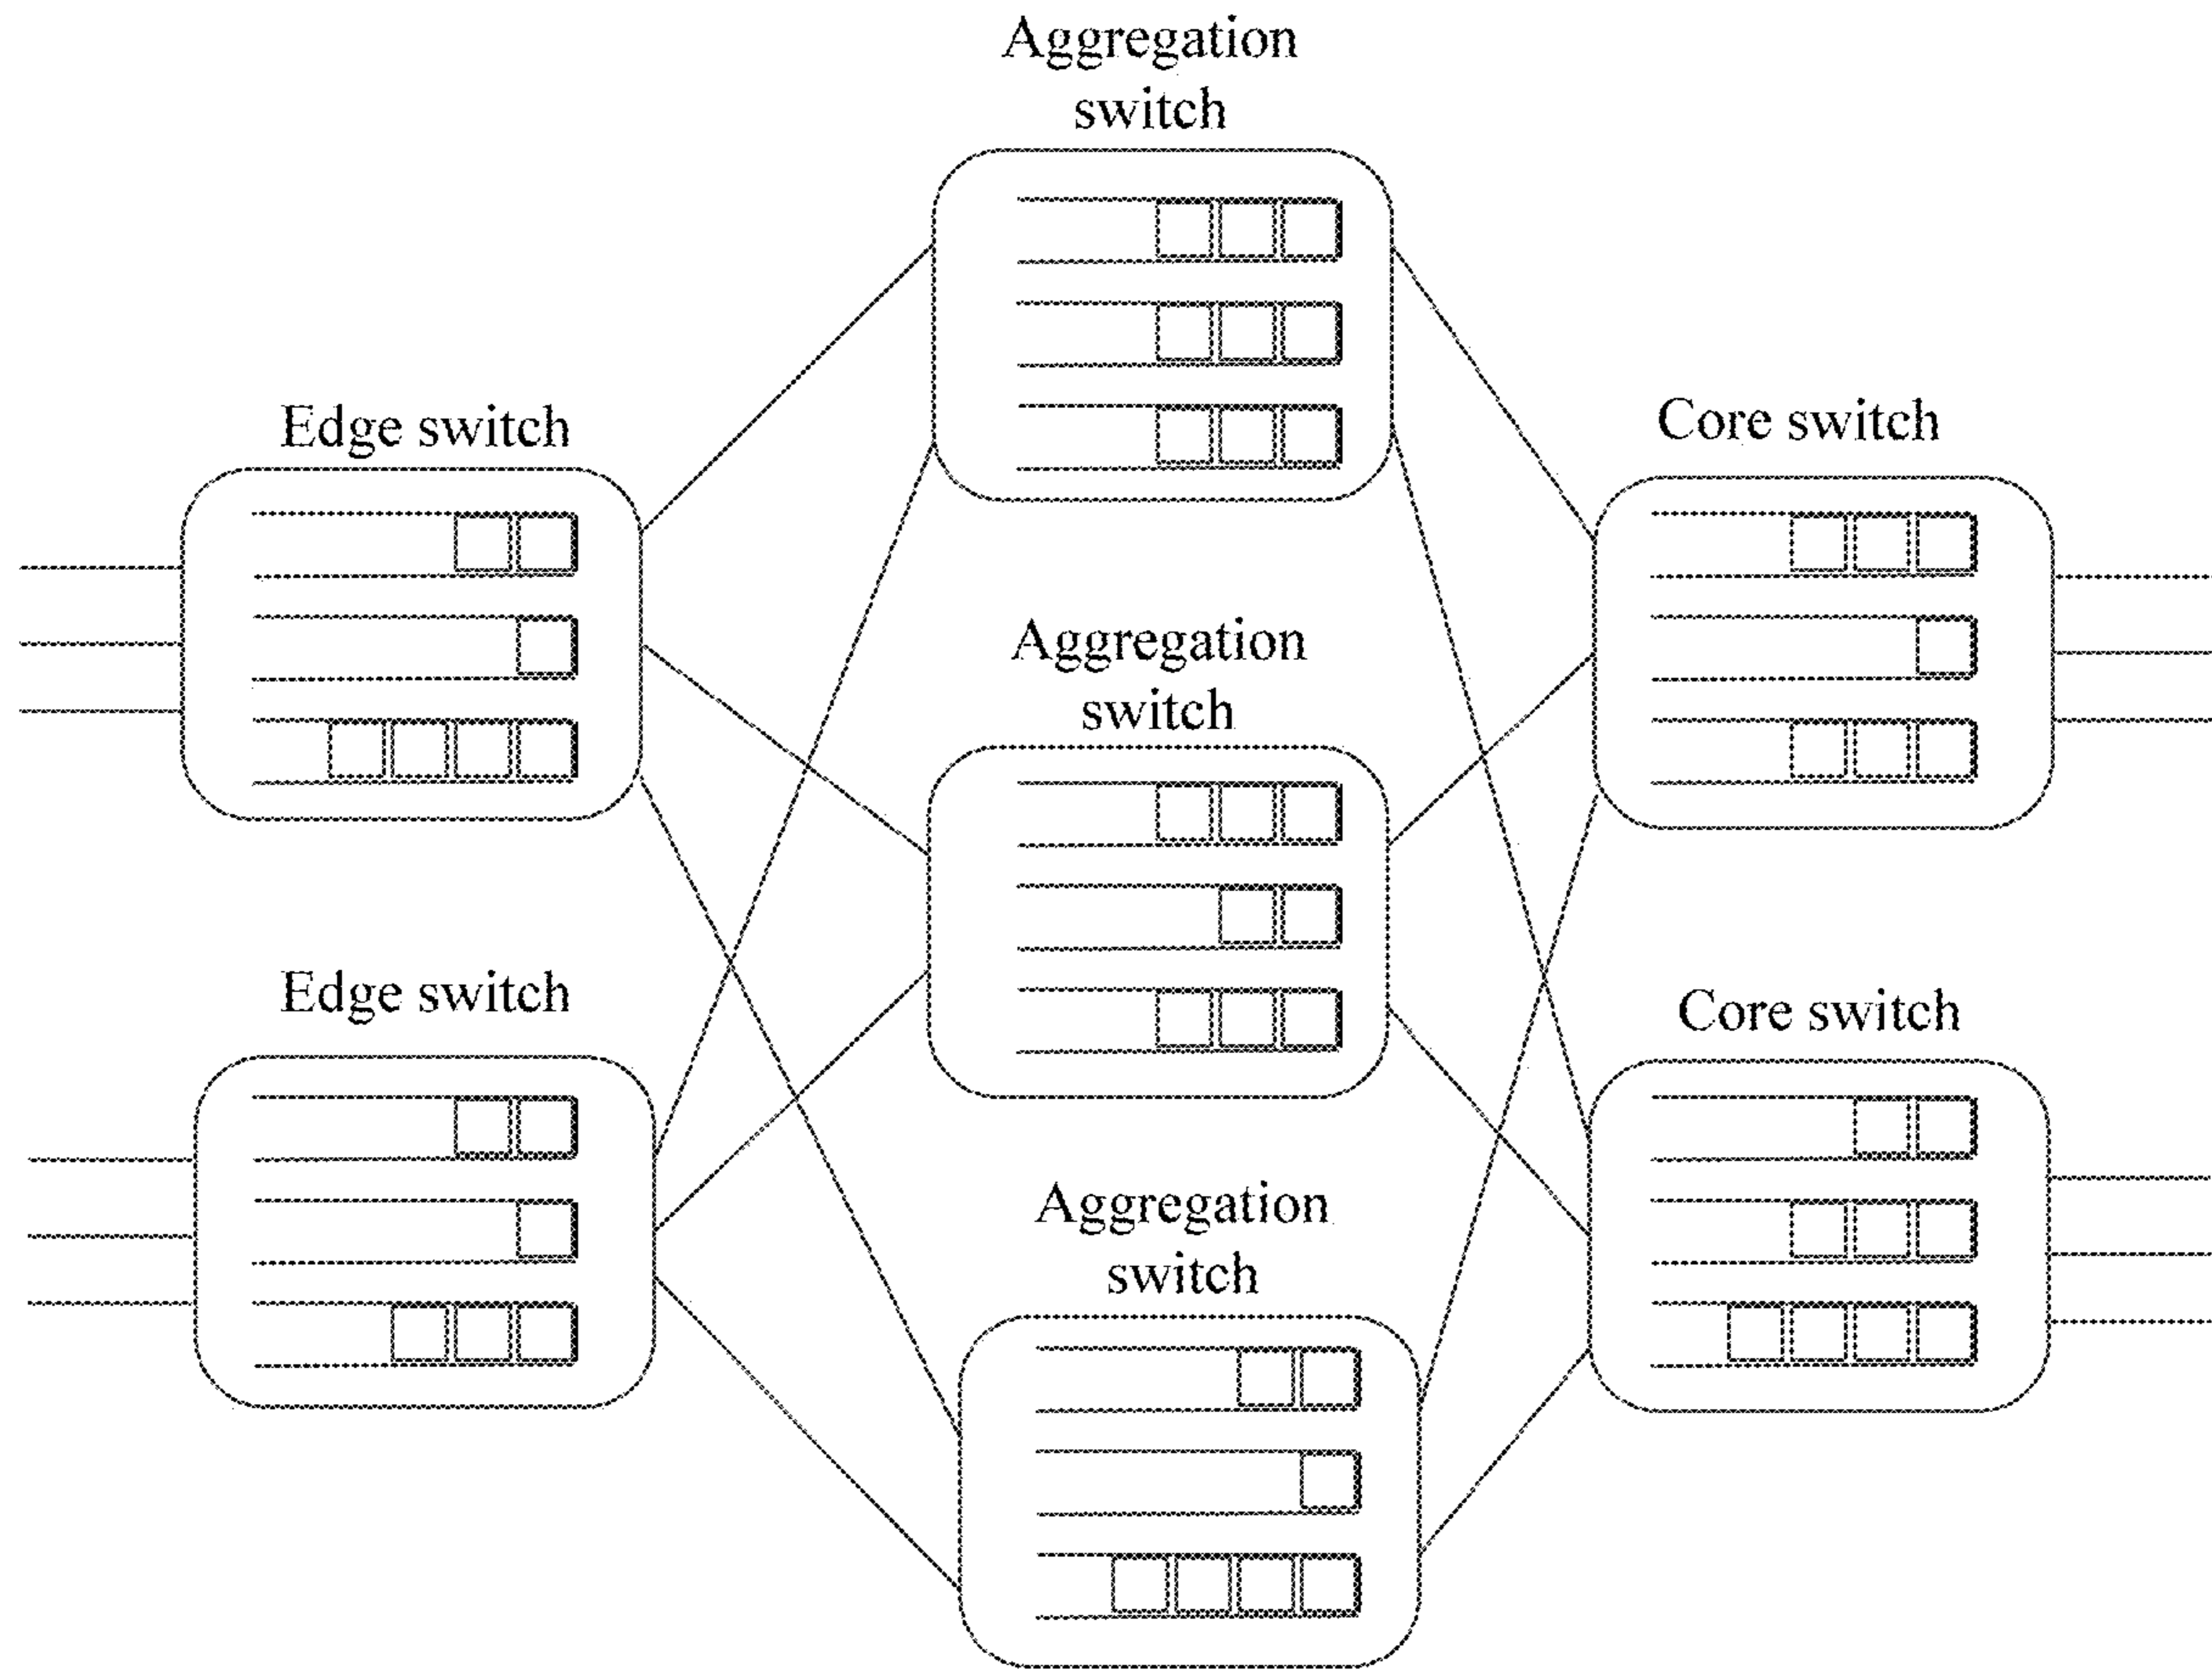 Aggregation
switch
Edge switch
Core switch
Aggregation
switch
Edge switch
Core switch
Aggregation
switch